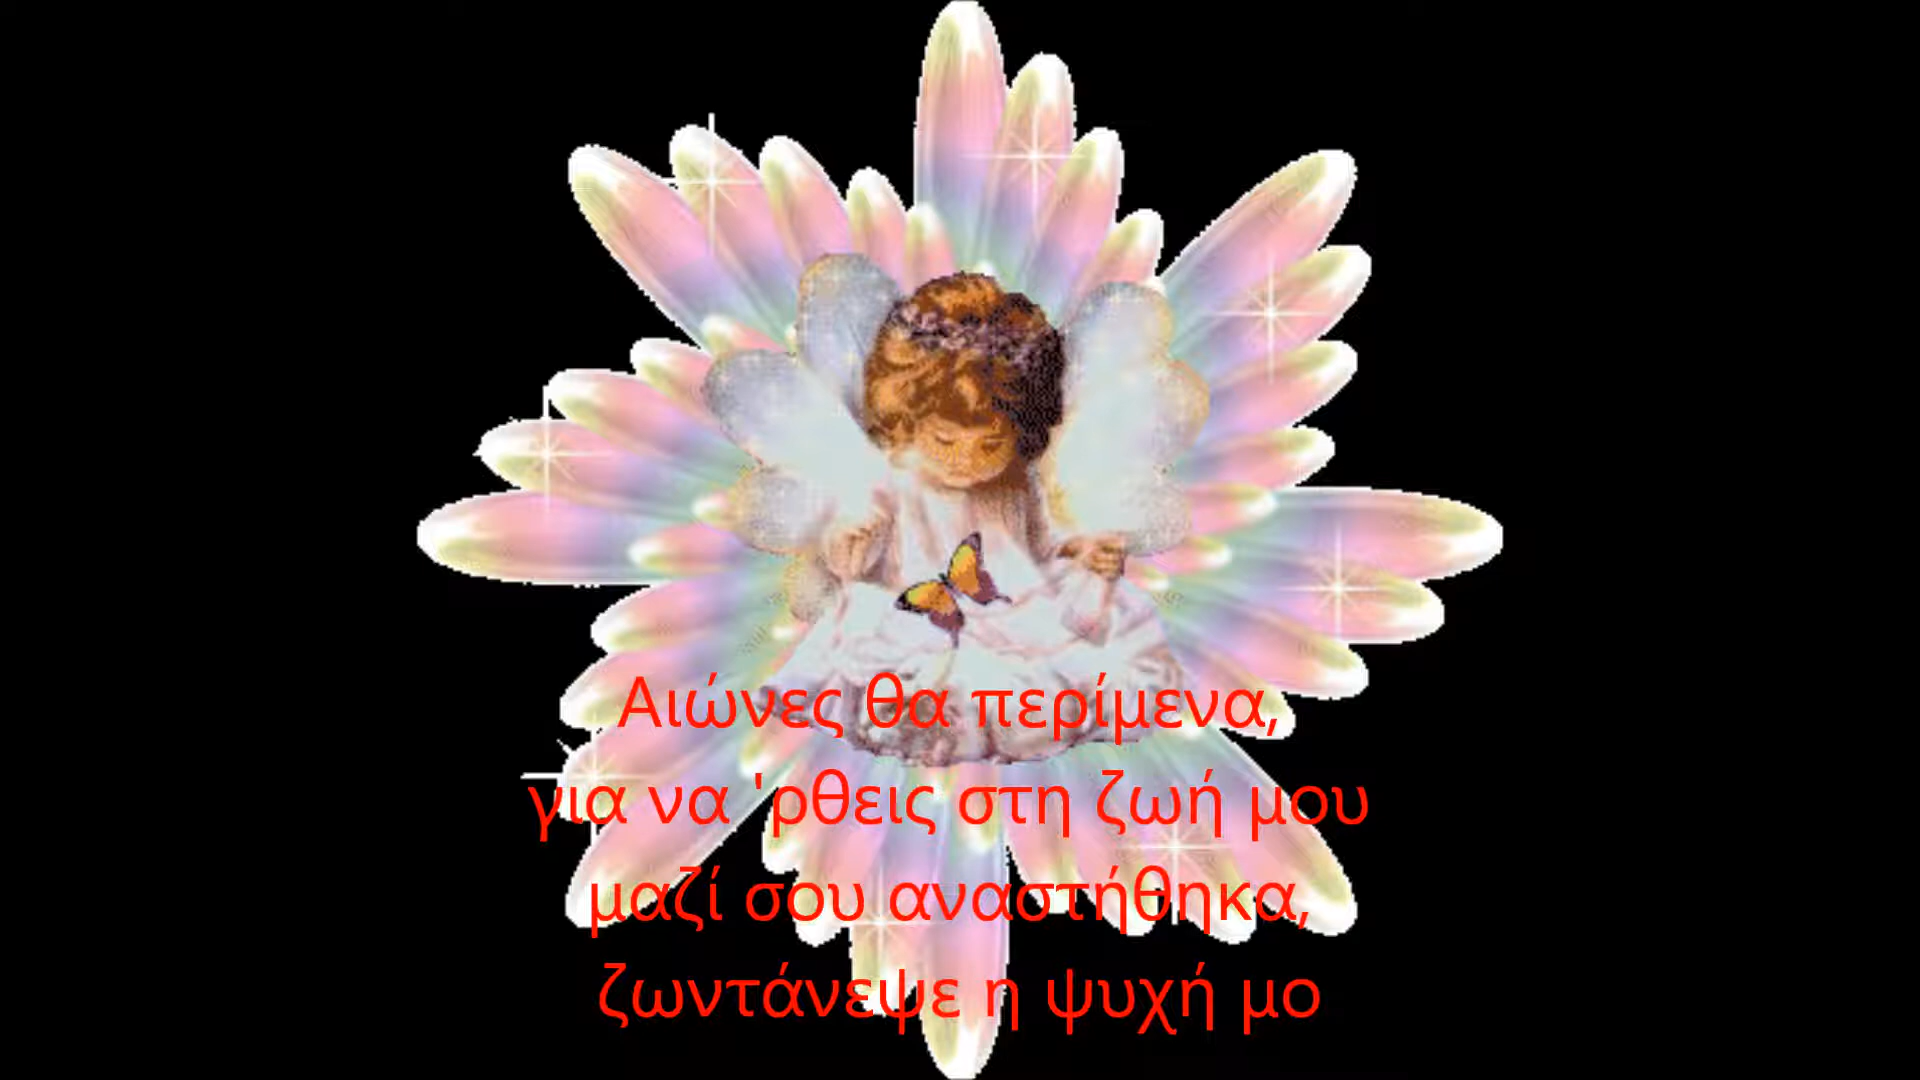 Αιώνες θα περίμενα,
για να 'ρθεις στη ζωή μου
μαζί σου αναστήθηκα,
ζωντάνεψε η ψυχή μο